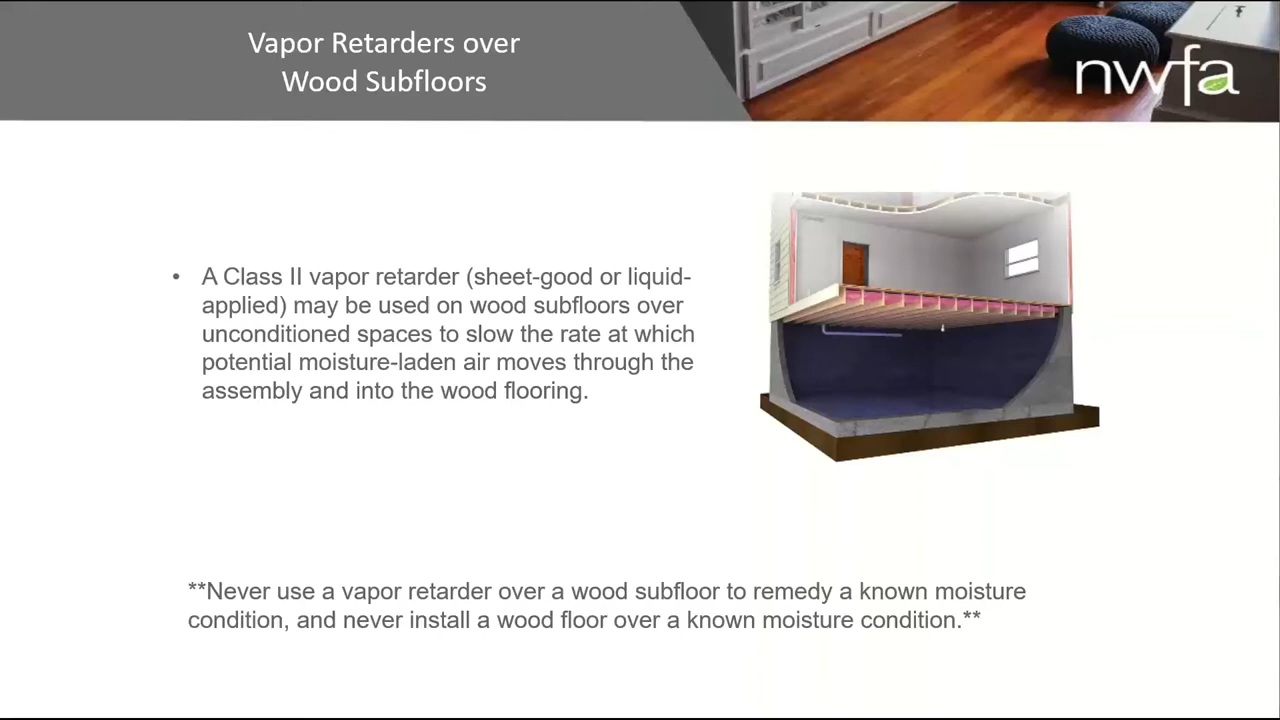 Vapor Retarders over
Wood Subfloors
nwfa
• A Class II vapor retarder (sheet-good or liquid-
applied) may be used on wood subfloors over
unconditioned spaces to slow the rate at which
potential moisture-laden air moves through the
assembly and into the wood flooring.
**Never use a vapor retarder over a wood subfloor to remedy a known moisture
condition, and never install a wood floor over a known moisture condition.**